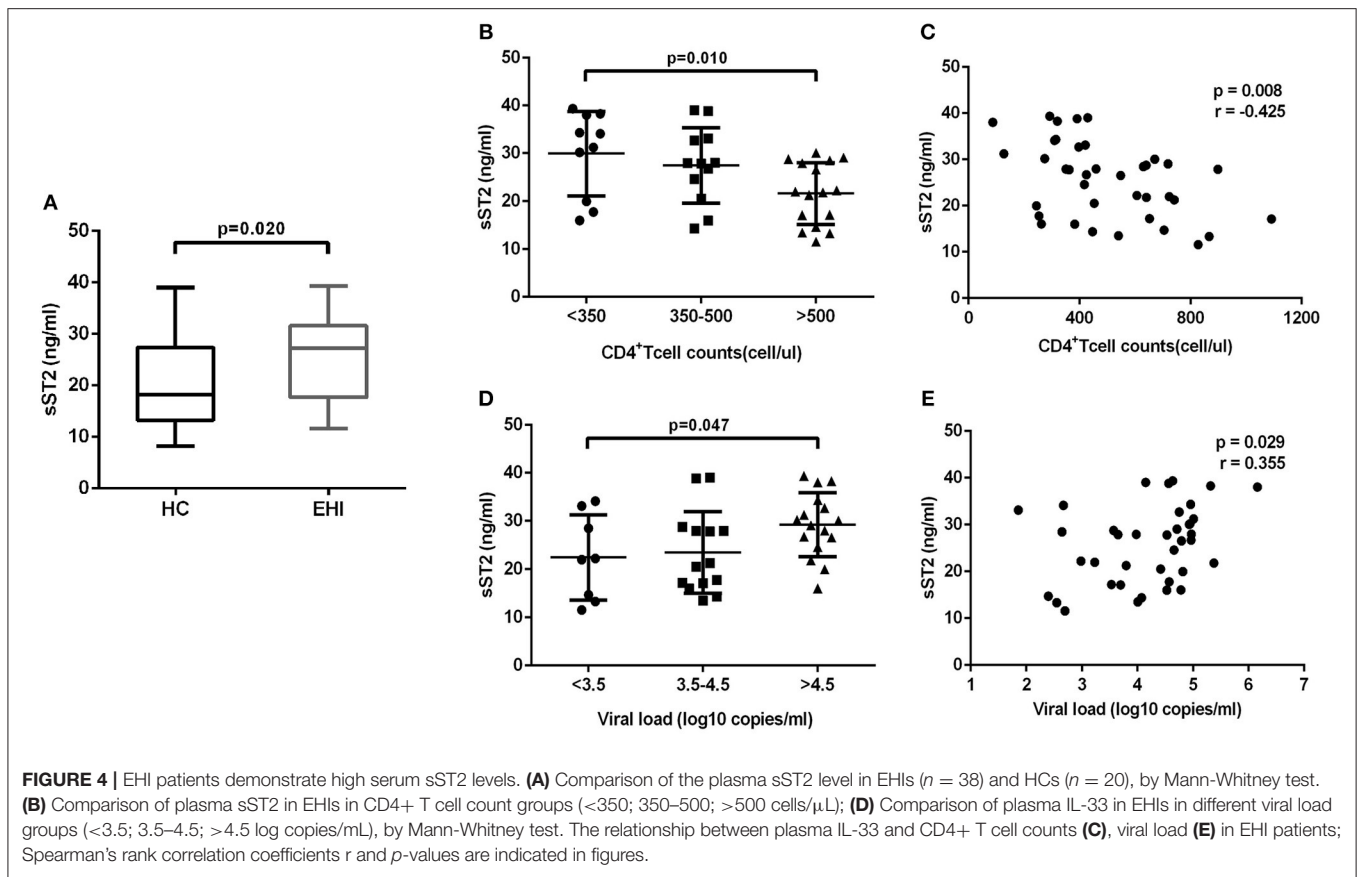 A
p=0.020
sST2 (ng/ml)
50
40
30
20
10
0
HC EHI
B
p=0.010
sST2 (ng/ml)
50
40
30
20
10
0
<350 350-500 >500
CD4+Tcell counts(cell/ul)
C
p = 0.008
r = -0.425
sST2 (ng/ml)
50
40
30
20
10
0
0 400 800 1200
CD4+Tcell counts(cell/ul)
D
p=0.047
sST2 (ng/ml)
50
40
30
20
10
0
<3.5 3.5-4.5 >4.5
Viral load (log10 copies/ml)
E
p = 0.029
r = 0.355
sST2 (ng/ml)
50
40
30
20
10
0
1 2 3 4 5 6 7
Viral load (log10 copies/ml)
FIGURE 4 | EHI patients demonstrate high serum sST2 levels. (A) Comparison of the plasma sST2 level in EHIs (n = 38) and HCs (n = 20), by Mann-Whitney test.
(B) Comparison of plasma sST2 in EHIs in CD4+ T cell count groups (<350; 350–500; >500 cells/μL); (D) Comparison of plasma IL-33 in EHIs in different viral load
groups (<3.5; 3.5–4.5; >4.5 log copies/mL), by Mann-Whitney test. The relationship between plasma IL-33 and CD4+ T cell counts (C), viral load (E) in EHI patients;
Spearman's rank correlation coefficients r and p-values are indicated in figures.